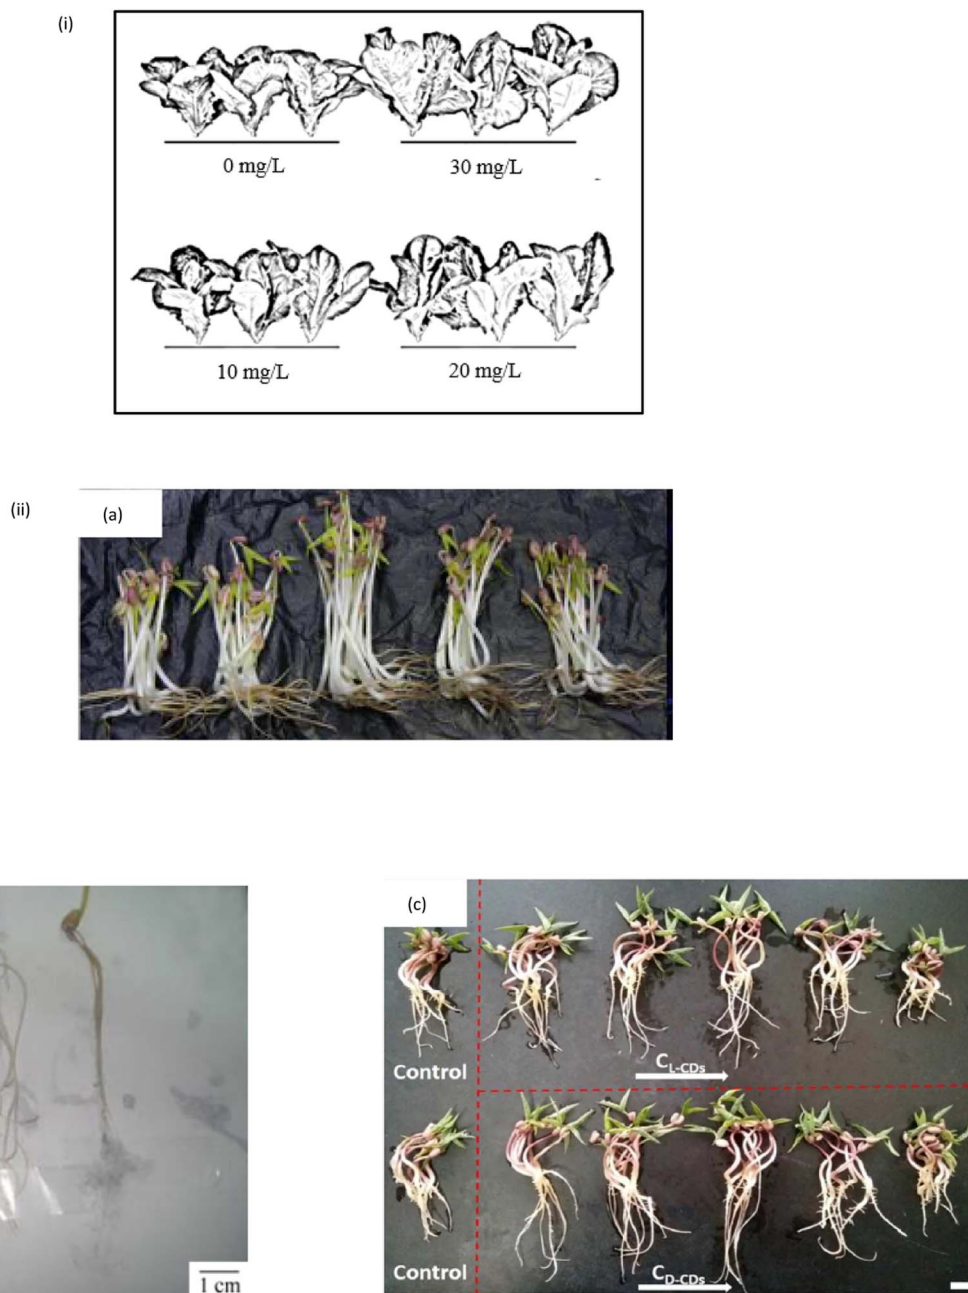 (i)
0 mg/L
30 mg/L
10 mg/L
20 mg/L
(ii)
(a)
1 cm
(c)
Control
C_L-CDs
Control
C_D-CDs